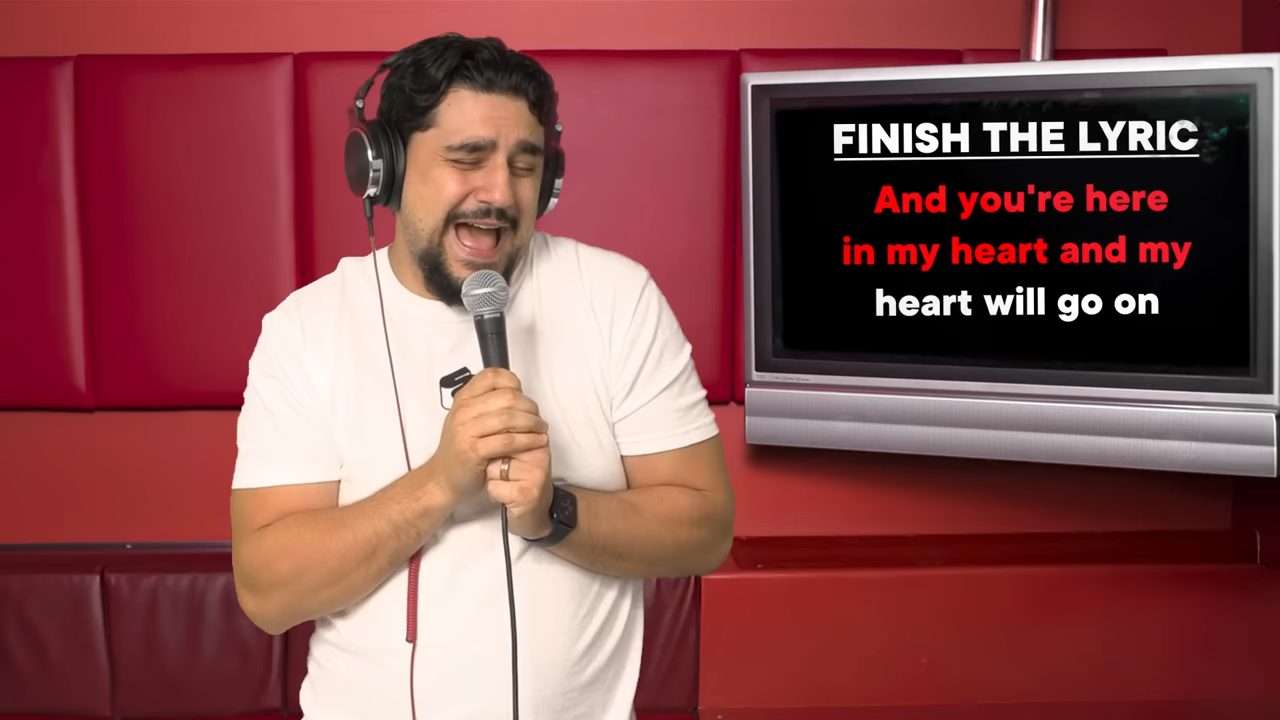 FINISH THE LYRIC
And you're here
in my heart and my
heart will go on